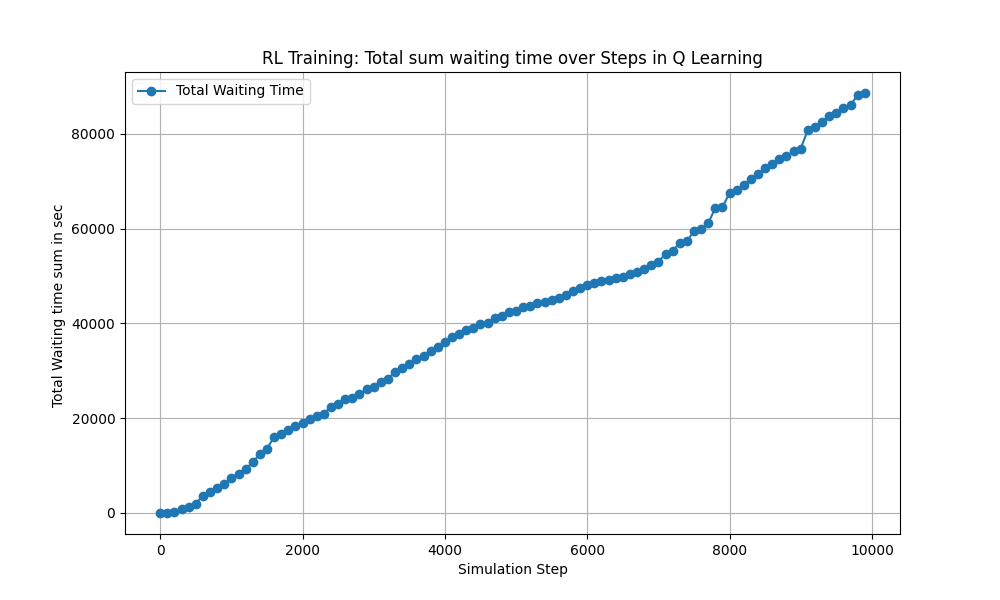 RL Training: Total sum waiting time over Steps in Q Learning
Total Waiting Time
Total Waiting time sum in sec
80000
60000
40000
20000
0
0 2000 4000 6000 8000 10000
Simulation Step